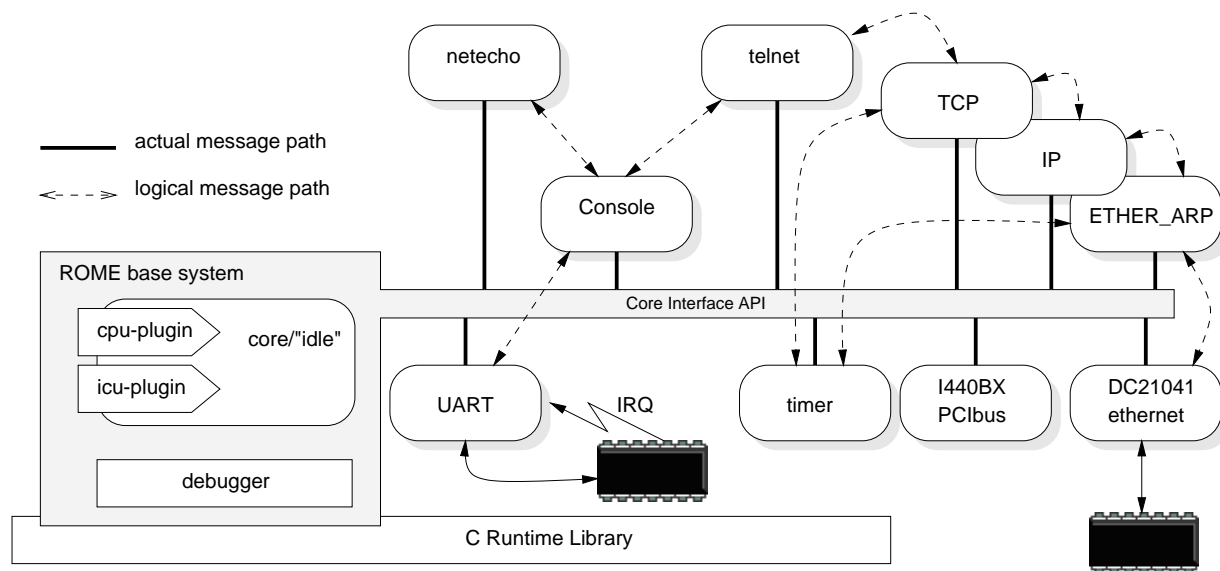 netecho
telnet
TCP
actual message path
IP
logical message path
Console
ETHER_ARP
ROME base system
Core Interface API
cpu-plugin
core/"idle"
icu-plugin
UART
IRQ
timer
I440BX
PCIbus
DC21041
ethernet
debugger
C Runtime Library